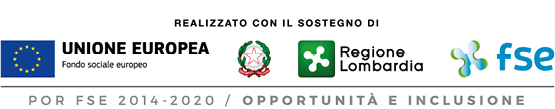 REALIZZATO CON IL SOSTEGNO DI
UNIONE EUROPEA
Fondo sociale europeo
Regione
Lombardia
fse
POR FSE 2014-2020 / OPPORTUNITÀ E INCLUSIONE